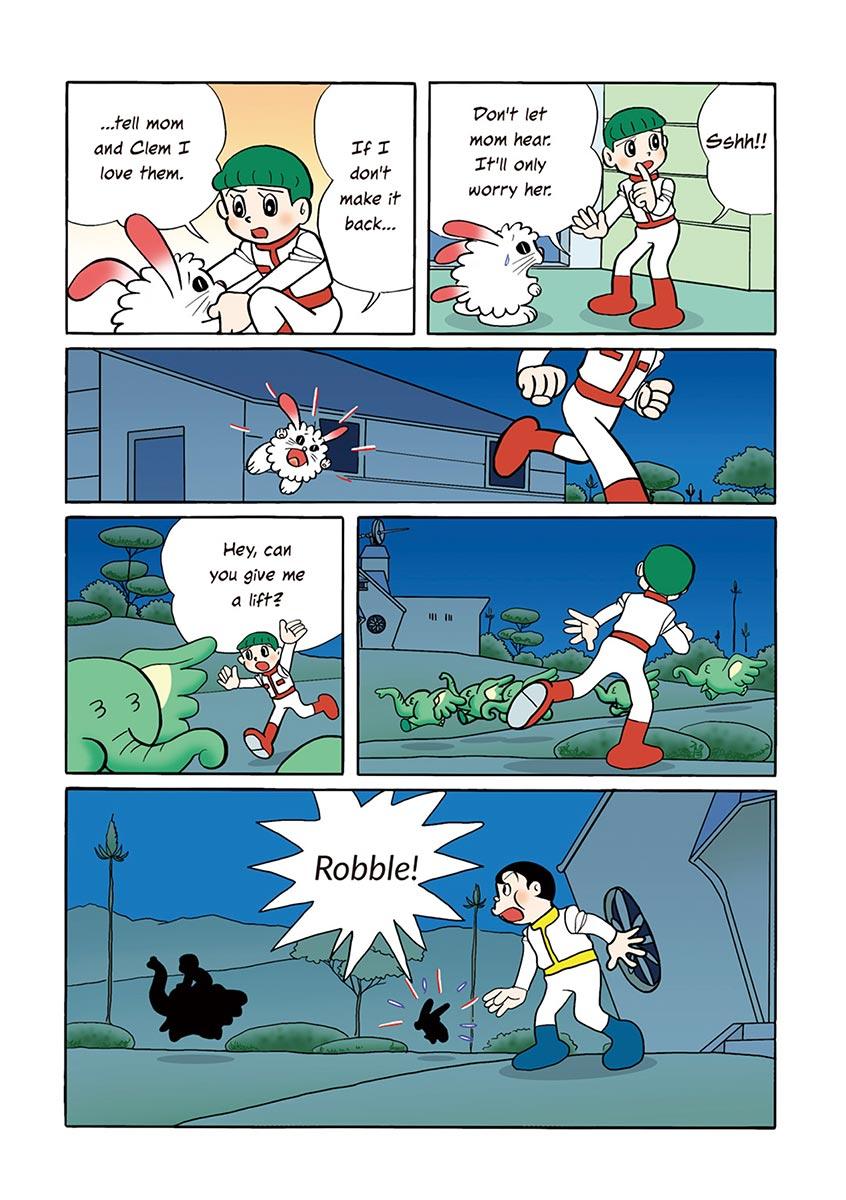 Sshh!!
Don't let
mom hear.
It'll only
worry her.
If I
don't
make it
back...
...tell mom
and Clem I
love them.
Hey, can
you give me
a lift?
Robble!